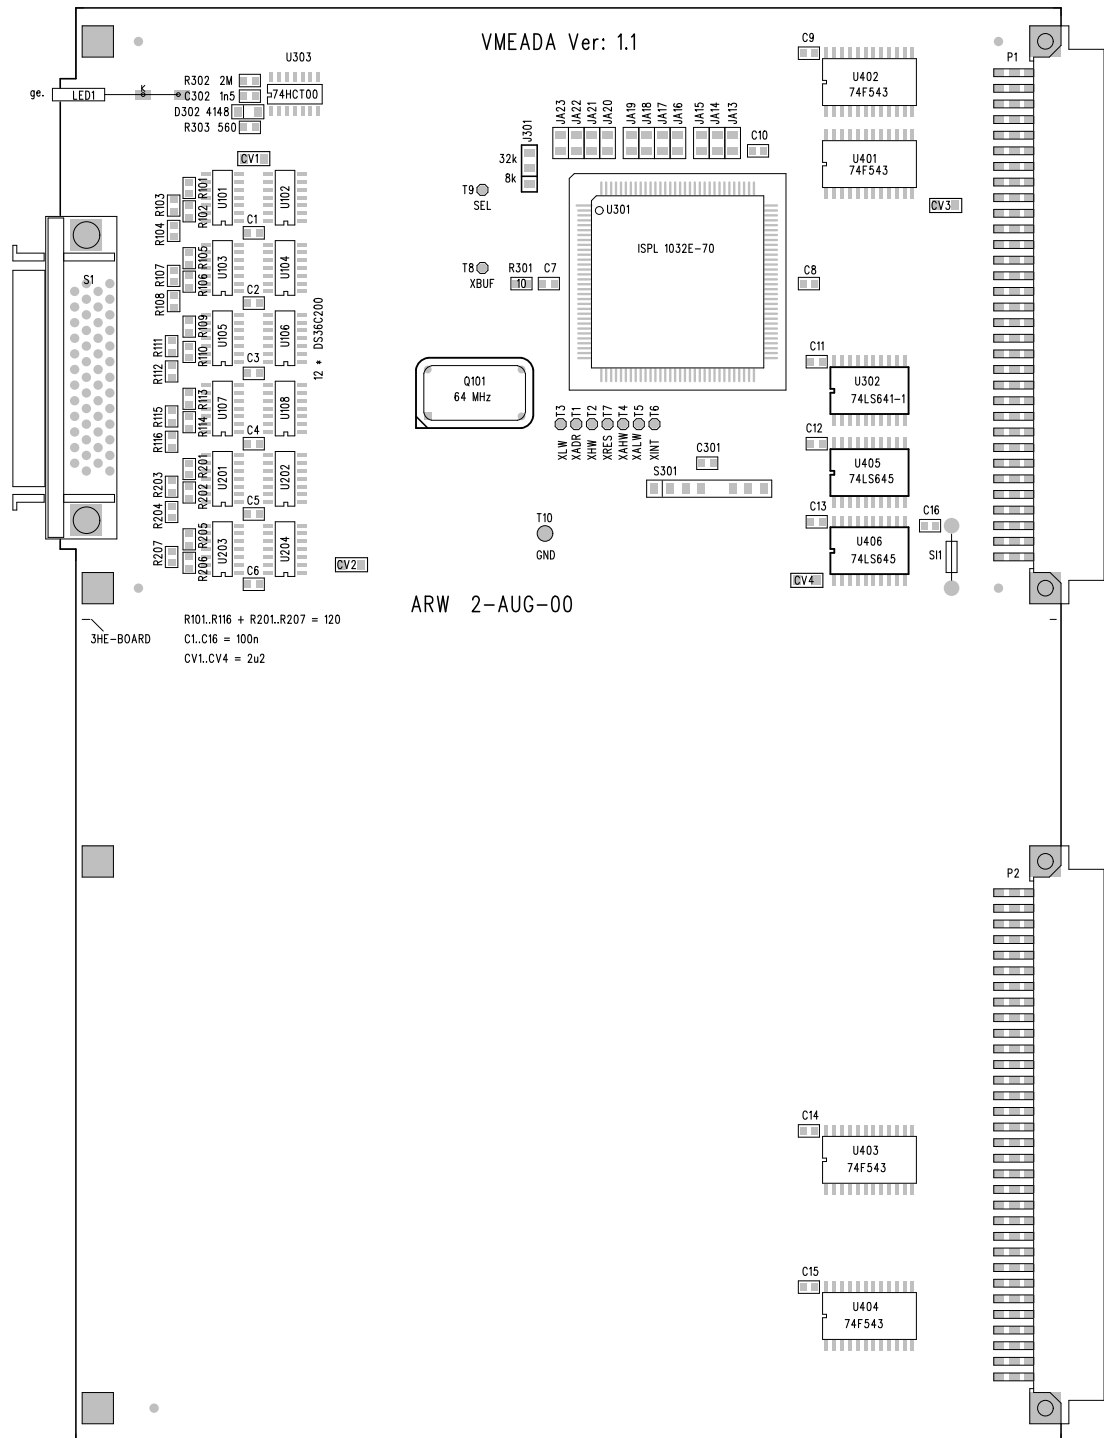 VMEADA Ver: 1.1
C9
P1
U303
U402
74F543
R302 2M
ge.
LED1
K
C302 1n5
74HCT00
D302 4148
R303 560
J301
JA23
JA22
JA21
JA20
JA19
JA18
JA17
JA16
JA15
JA14
JA13
C10
U401
74F543
32k
8k
CV1
T9
SEL
CV3
R101
R102
R103
R104
U101
U102
C1
U301
ISPL 1032E-70
S1
R105
R106
R107
R108
U103
U104
C2
T8
XBUF
R301
10
C7
C8
12 * DS36C200
R109
R110
R111
R112
U105
U106
C3
C11
U302
74LS641-1
Q101
64 MHz
R113
R114
R115
R116
U107
U108
C4
T3
T1
T2
T7
T4
T5
T6
XLW
XADR
XHW
XRES
XAHW
XALW
XINT
C12
U405
74LS645
C301
S301
R201
R202
R203
R204
U201
U202
C5
C13
C16
T10
GND
U406
74LS645
SI1
R205
R206
R207
U203
U204
C6
CV2
CV4
ARW 2-AUG-00
3HE-BOARD
R101..R116 + R201..R207 = 120
C1..C16 = 100n
CV1..CV4 = 2u2
P2
C14
U403
74F543
C15
U404
74F543